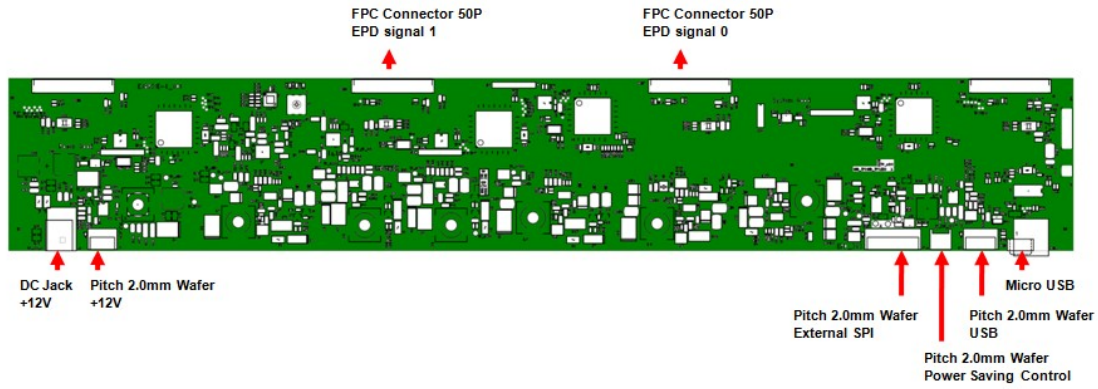 FPC Connector 50P
EPD signal 1
FPC Connector 50P
EPD signal 0
DC Jack
+12V
Pitch 2.0mm Wafer
+12V
Micro USB
Pitch 2.0mm Wafer
External SPI
Pitch 2.0mm Wafer
USB
Pitch 2.0mm Wafer
Power Saving Control